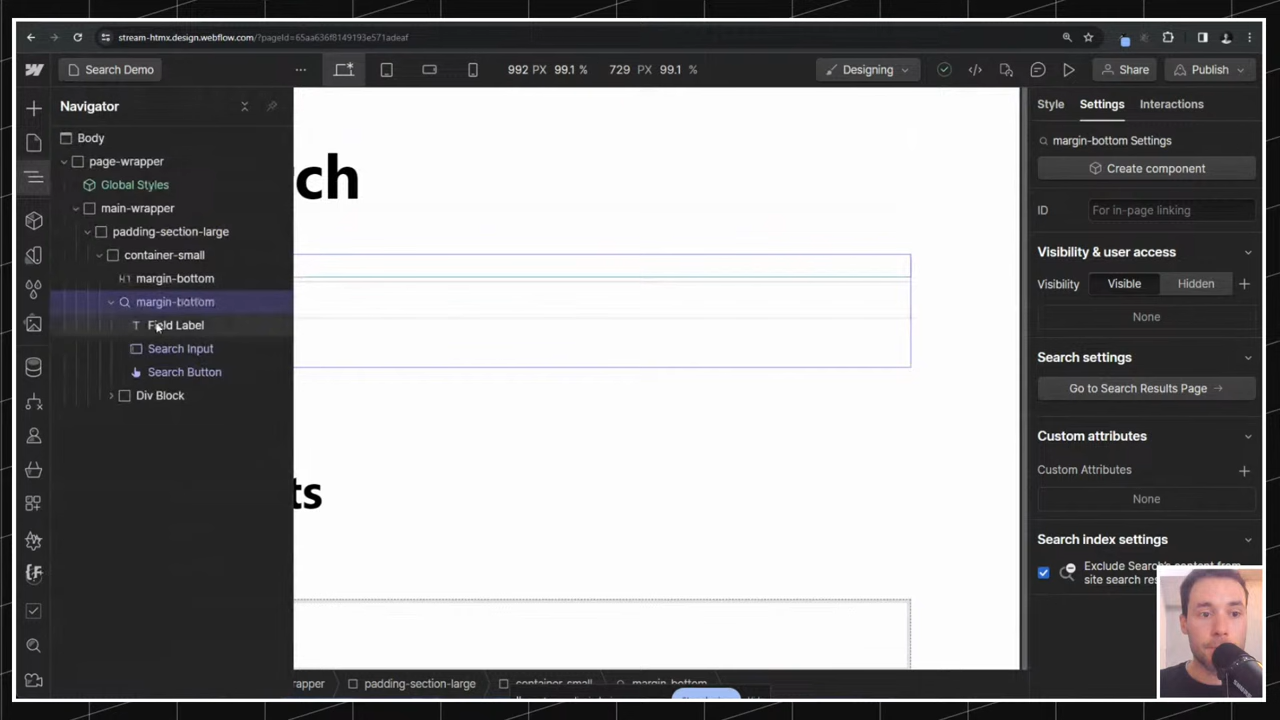 stream-htmx.design.webflow.com/?pageId=65aa636f8149193e571adeaf
Search Demo
992 PX 99.1 % 729 PX 99.1 %
Designing
Share
Publish
Navigator
Body
page-wrapper
Global Styles
main-wrapper
padding-section-large
container-small
H1 margin-bottom
margin-bottom
T Field Label
Search Input
Search Button
Div Block
rch
ts
Style Settings Interactions
margin-bottom Settings
Create component
ID For in-page linking
Visibility & user access
Visibility Visible Hidden
None
Search settings
Go to Search Results Page →
Custom attributes
Custom Attributes
None
Search index settings
Exclude Search's content from
site search res
rapper padding-section-large container-small margin-bottom